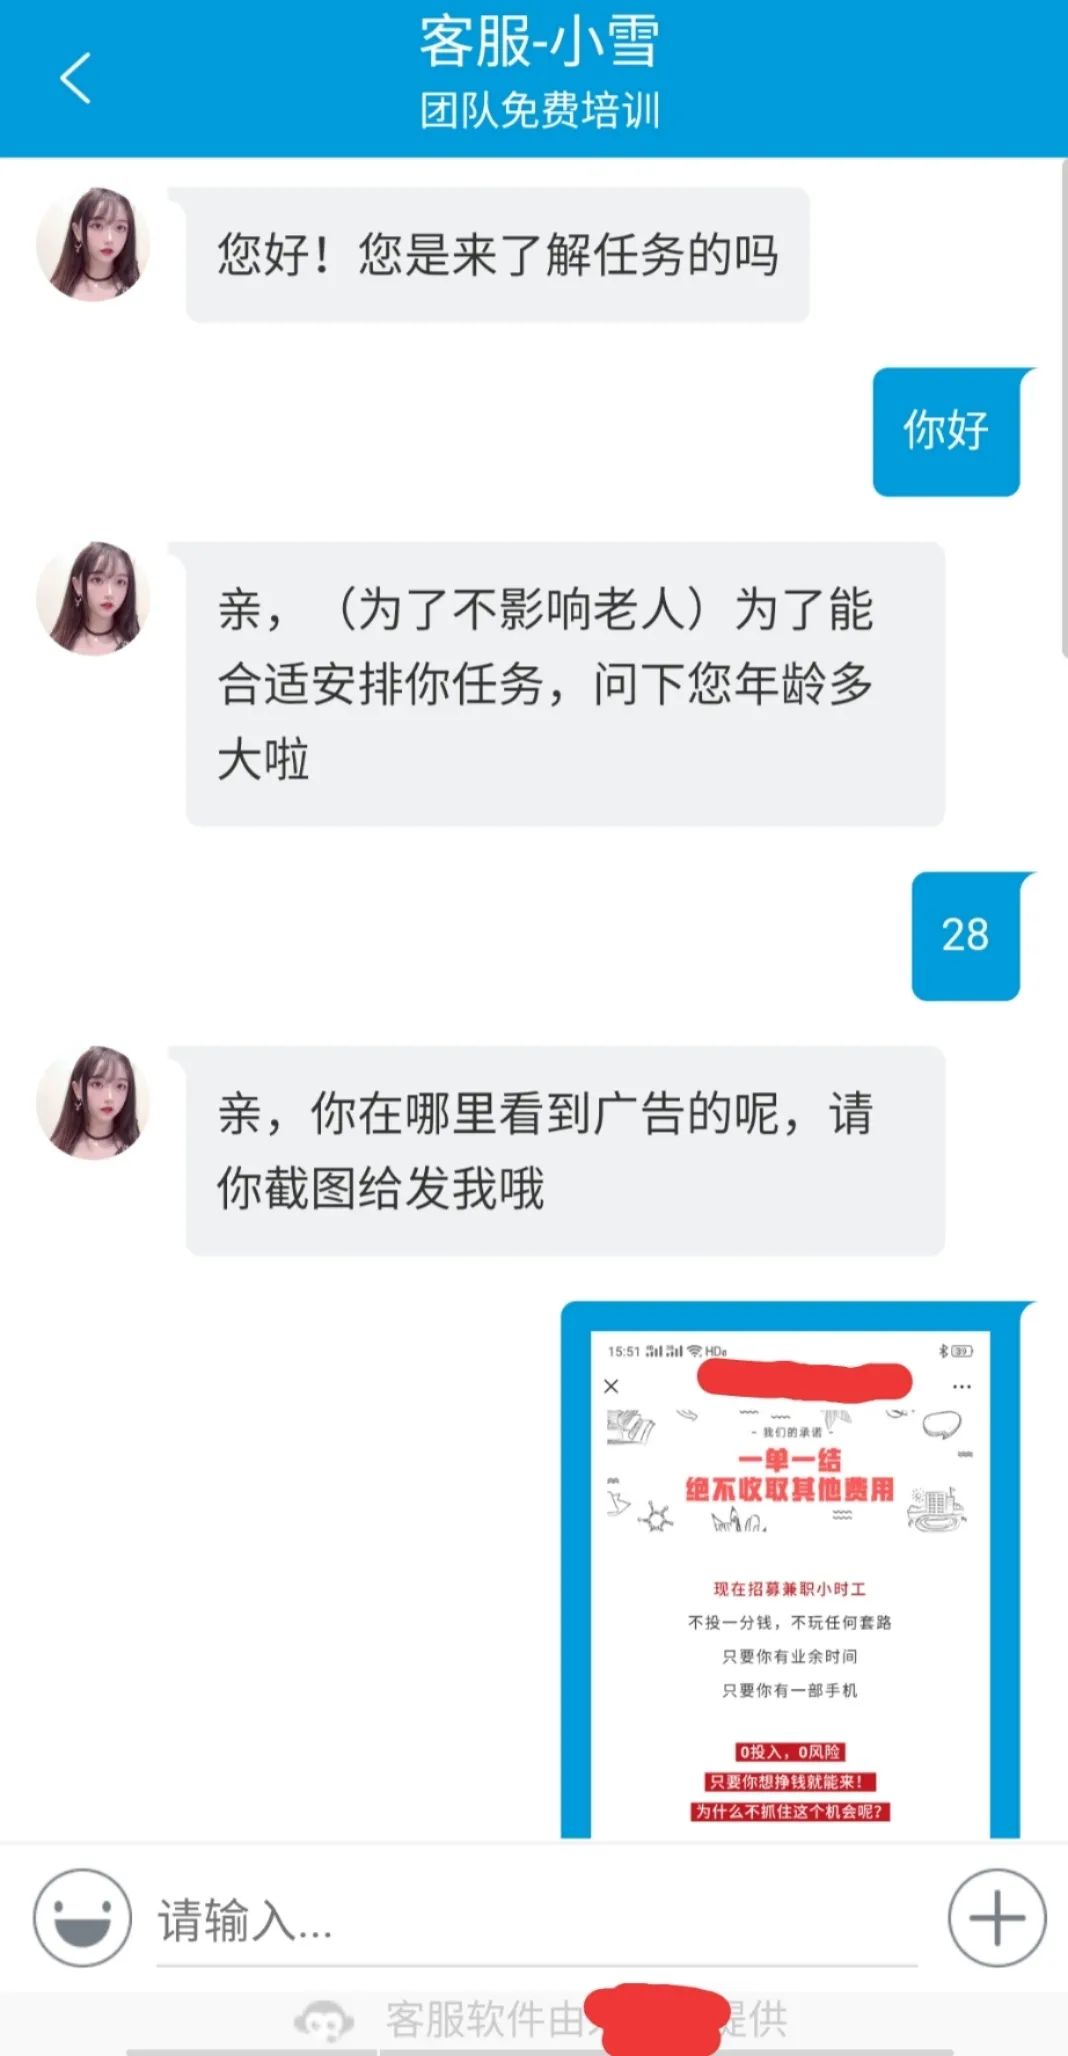 客服-小雪
团队免费培训
您好！您是来了解任务的吗
你好
亲，（为了不影响老人）为了能
合适安排你任务，问下您年龄多
大啦
28
亲，你在哪里看到广告的呢，请
你截图给发我哦
15:51 HD
39
- 我们的承诺 -
一单一结
绝不收取其他费用
现在招募兼职小时工
不投一分钱，不玩任何套路
只要你有业余时间
只要你有一部手机
0投入，0风险
只要你想挣钱就能来！
为什么不抓住这个机会呢？
请输入...
客服软件由 提供